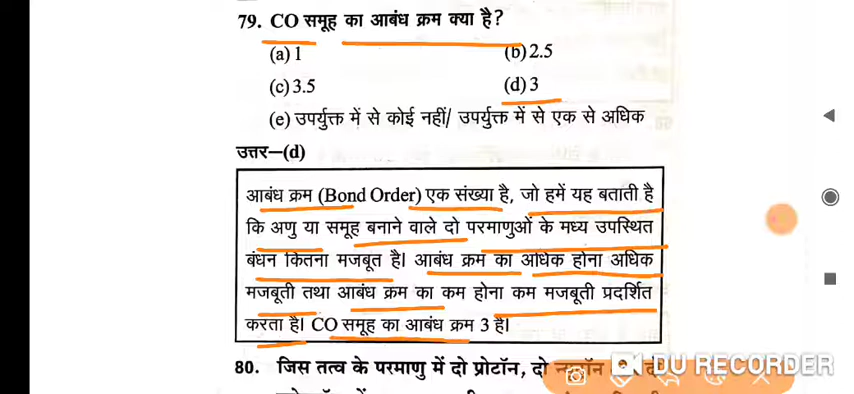 79. CO समूह का आबंध क्रम क्या है?
(a) 1 (b) 2.5
(c) 3.5 (d) 3
(e) उपर्युक्त में से कोई नहीं/ उपर्युक्त में से एक से अधिक
उत्तर–(d)
आबंध क्रम (Bond Order) एक संख्या है, जो हमें यह बताती है
कि अणु या समूह बनाने वाले दो परमाणुओं के मध्य उपस्थित
बंधन कितना मजबूत है। आबंध क्रम का अधिक होना अधिक
मजबूती तथा आबंध क्रम का कम होना कम मजबूती प्रदर्शित
करता है। CO समूह का आबंध क्रम 3 है।
80. जिस तत्व के परमाणु में दो प्रोटॉन, दो
DU RECORDER